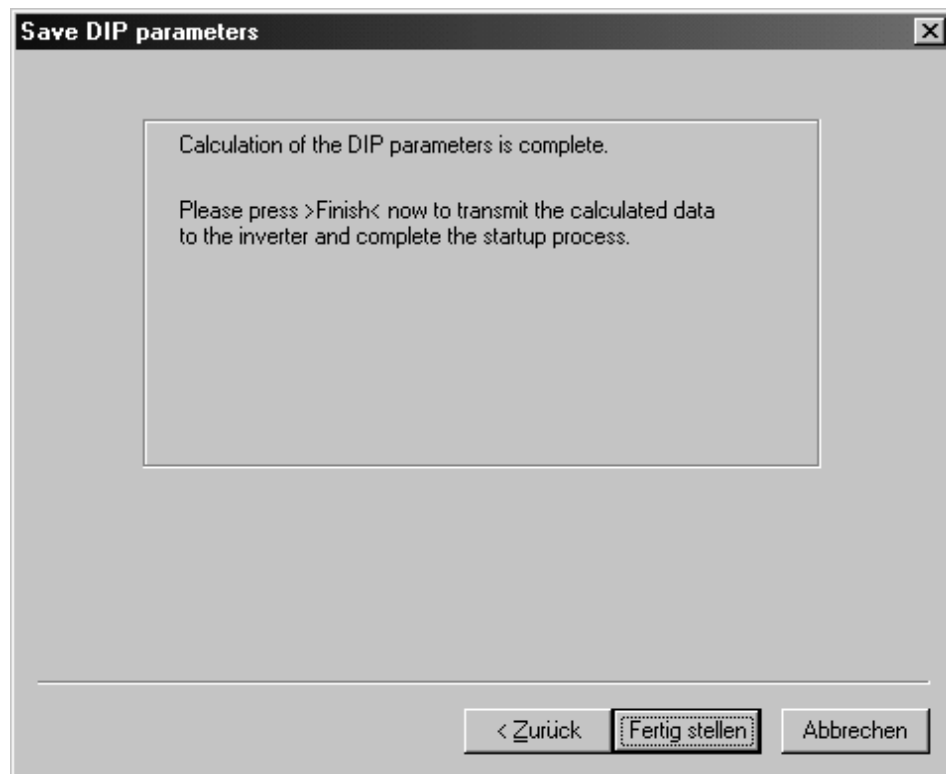 Save DIP parameters
Calculation of the DIP parameters is complete.
Please press >Finish< now to transmit the calculated data
to the inverter and complete the startup process.
< Zurück
Fertig stellen
Abbrechen